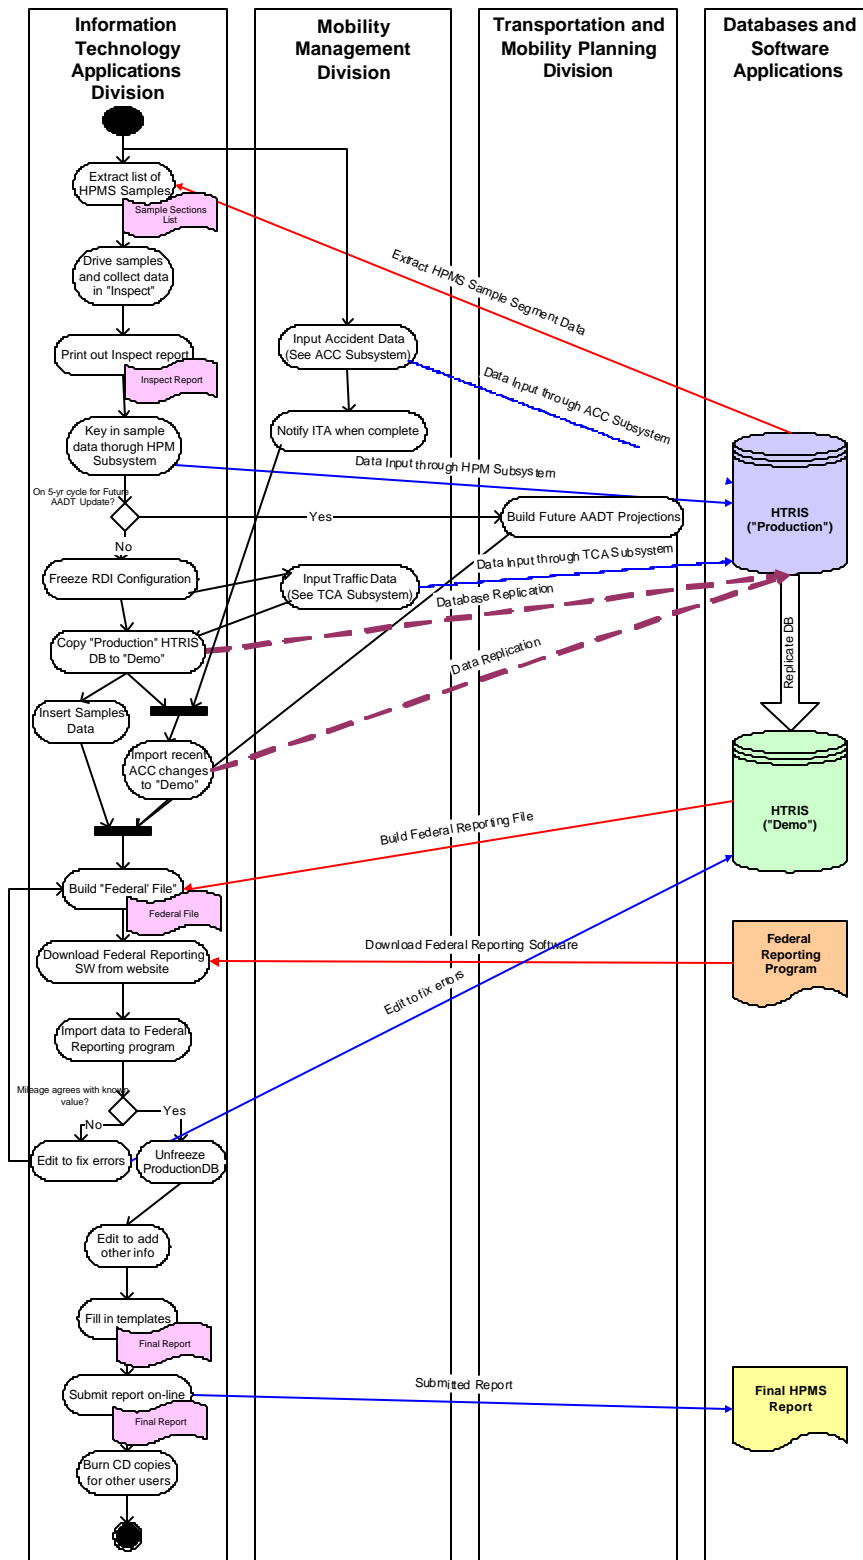 Information
Technology
Applications
Division
Mobility
Management
Division
Transportation and
Mobility Planning
Division
Databases and
Software
Applications
Extract list of
HPMS Samples
Sample Sections
List
Extract HPMS Sample Segment Data
Drive samples
and collect data
in "Inspect"
Print out Inspect report
Inspect Report
Input Accident Data
(See ACC Subsystem)
Data Input through ACC Subsystem
Notify ITA when complete
Key in sample
data thorugh HPM
Subsystem
Data Input through HPM Subsystem
HTRIS
("Production")
On 5-yr cycle for Future
AADT Update?
Yes
No
Build Future AADT Projections
Freeze RDI Configuration
Input Traffic Data
(See TCA Subsystem)
Data Input through TCA Subsystem
Database Replication
Copy "Production" HTRIS
DB to "Demo"
Data Replication
Replicate DB
Insert Samples
Data
Import recent
ACC changes
to "Demo"
HTRIS
("Demo")
Build Federal Reporting File
Build "Federal' File"
Federal File
Download Federal Reporting
SW from website
Download Federal Reporting Software
Federal
Reporting
Program
Edit to fix errors
Import data to Federal
Reporting program
Mileage agrees with known
value?
No
Yes
Edit to fix errors
Unfreeze
ProductionDB
Edit to add
other info
Fill in templates
Final Report
Submit report on-line
Submitted Report
Final HPMS
Report
Final Report
Burn CD copies
for other users